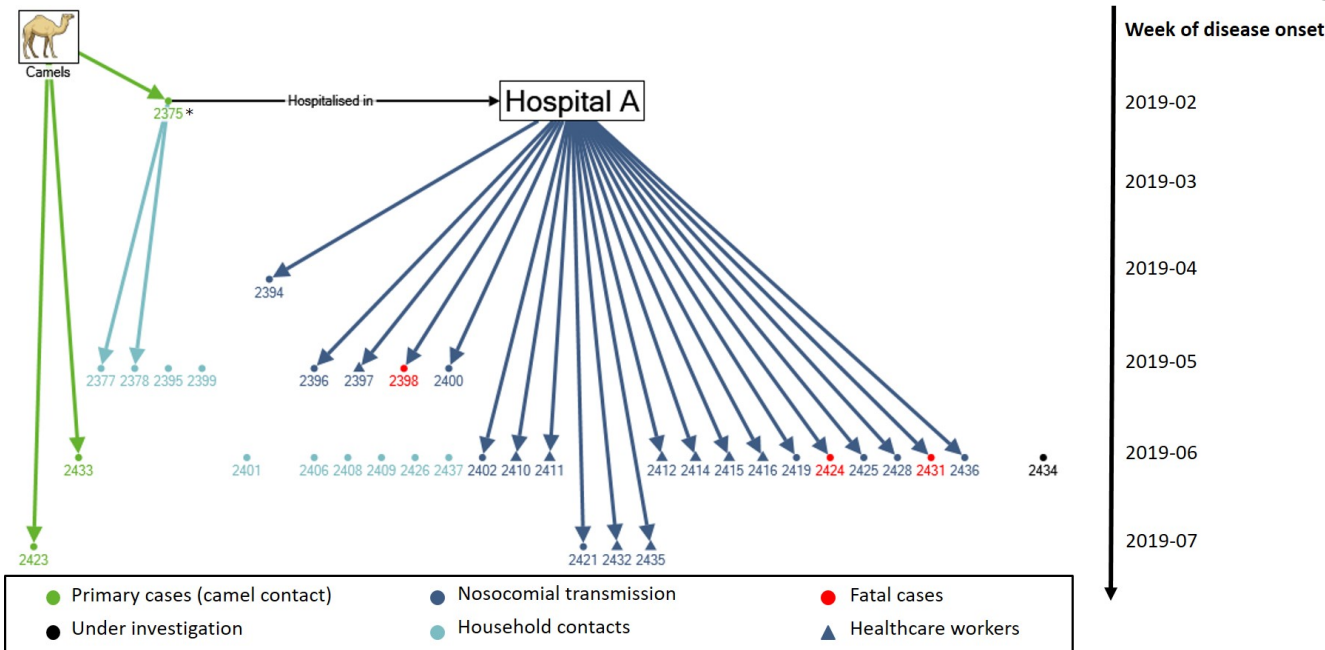 Week of disease onset
Camels
2375 *
Hospitalised in
Hospital A
2019-02
2019-03
2019-04
2394
2019-05
2377 2378 2395 2399 2396 2397 2398 2400
2019-06
2433 2401 2406 2408 2409 2426 2437 2402 2410 2411 2412 2414 2415 2416 2419 2424 2425 2428 2431 2436 2434
2019-07
2423 2421 2432 2435
Primary cases (camel contact) Nosocomial transmission Fatal cases
Under investigation Household contacts Healthcare workers